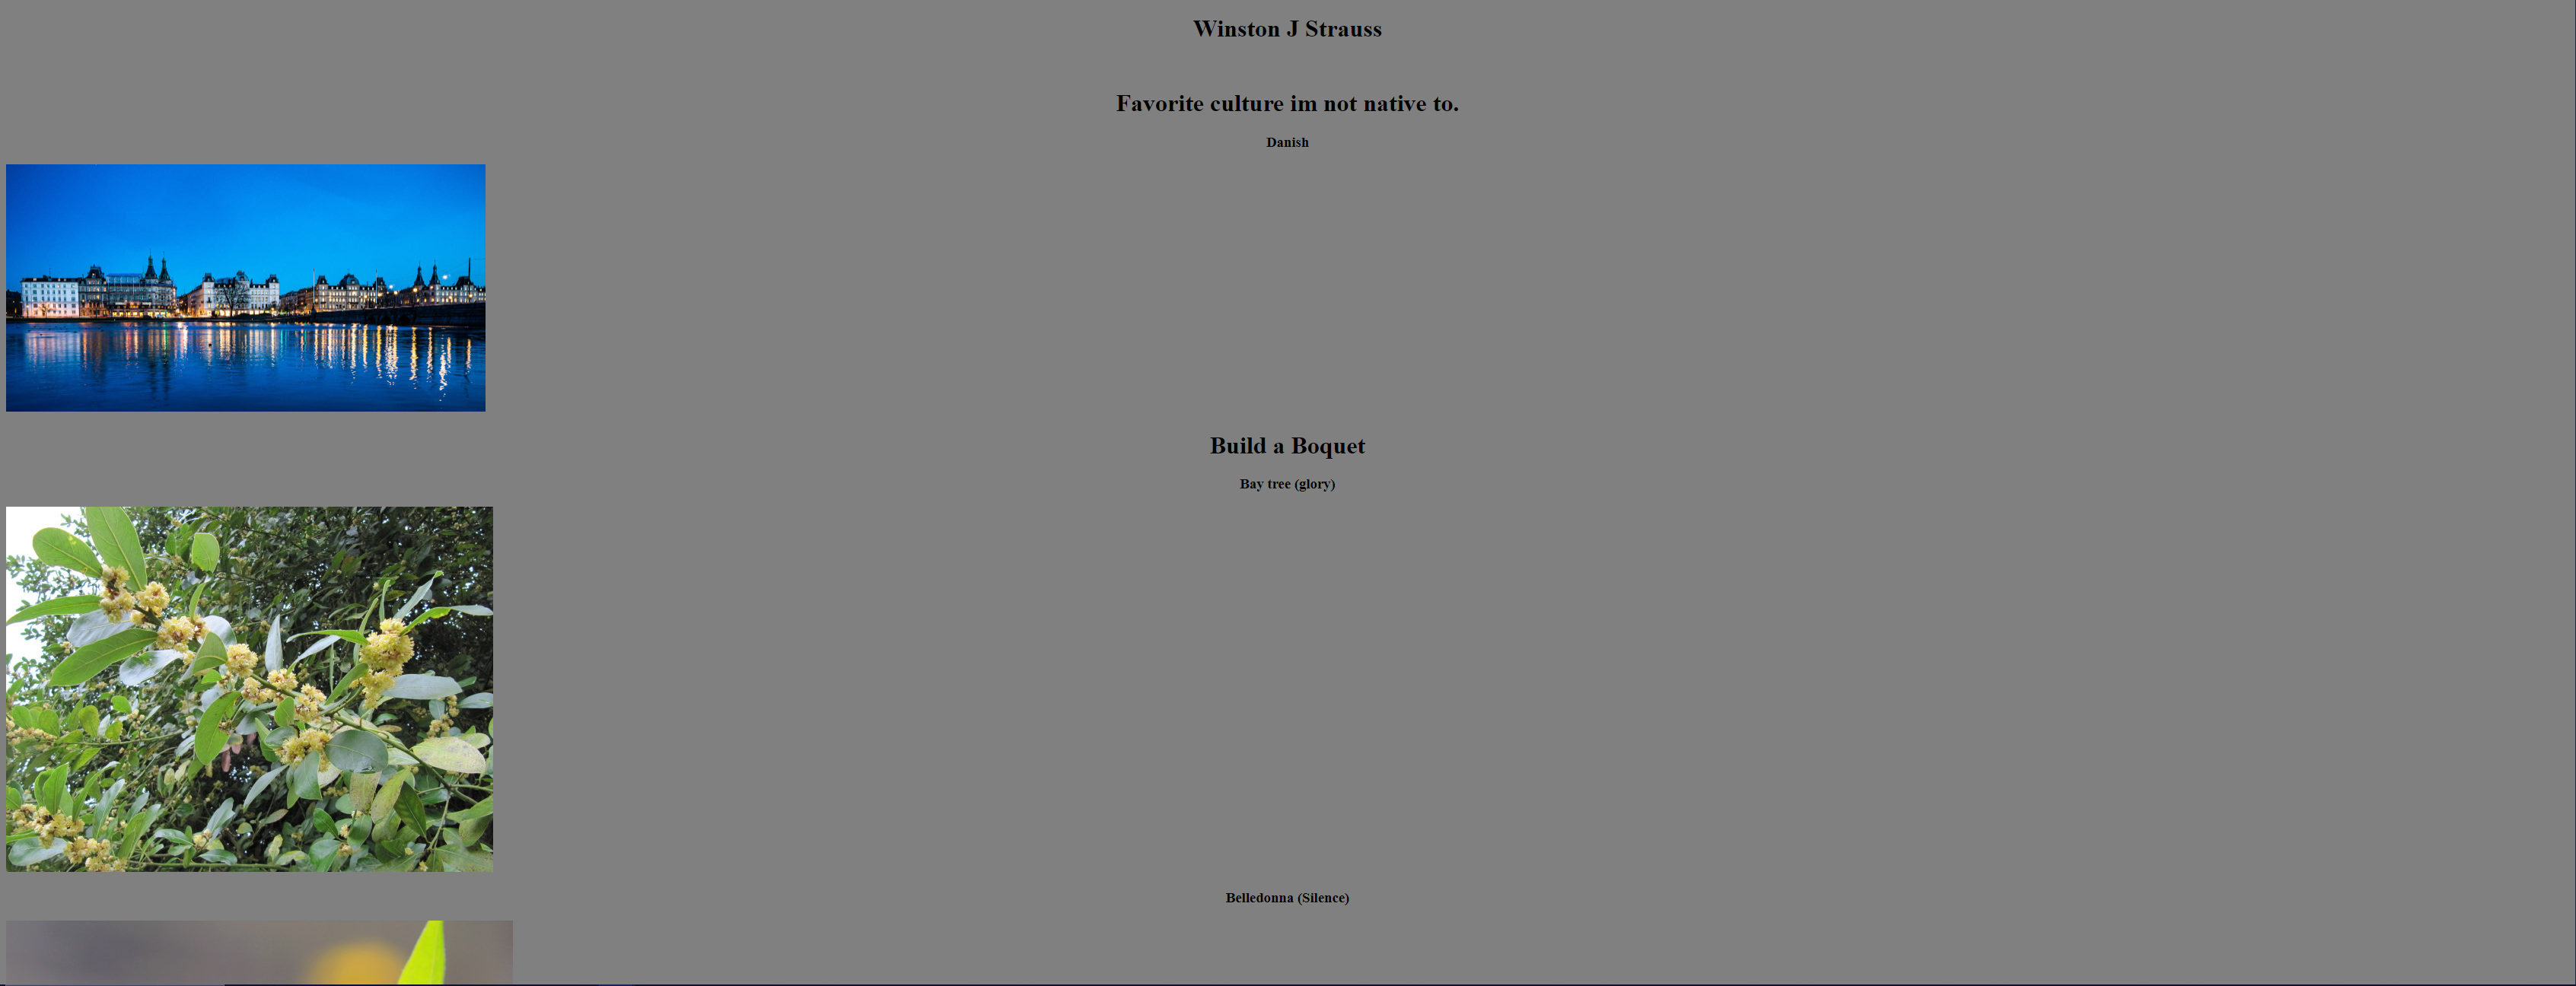 Winston J Strauss
Favorite culture im not native to.
Danish
Build a Boquet
Bay tree (glory)
Belledonna (Silence)